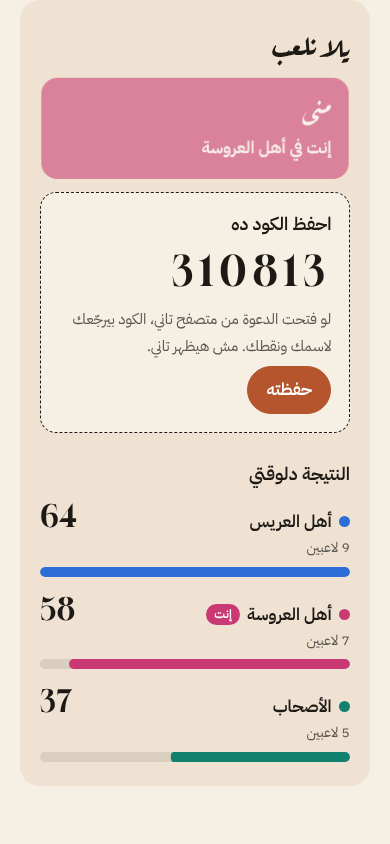 يلا نلعب
منى
إنت في أهل العروسة
احفظ الكود ده
310813
لو فتحت الدعوة من متصفح تاني، الكود بيرجّعك
لاسمك ونقطك. مش هيظهر تاني.
حفظته
النتيجة دلوقتي
أهل العريس
64
9 لاعبين
أهل العروسة
إنت
58
7 لاعبين
الأصحاب
37
5 لاعبين